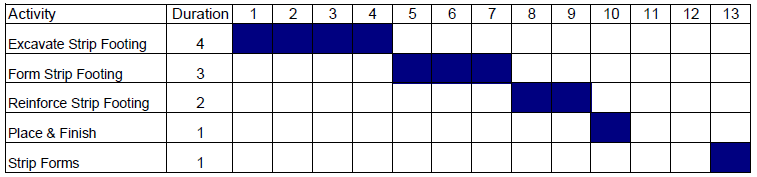 Activity Duration 1 2 3 4 5 6 7 8 9 10 11 12 13
Excavate Strip Footing 4
Form Strip Footing 3
Reinforce Strip Footing 2
Place & Finish 1
Strip Forms 1